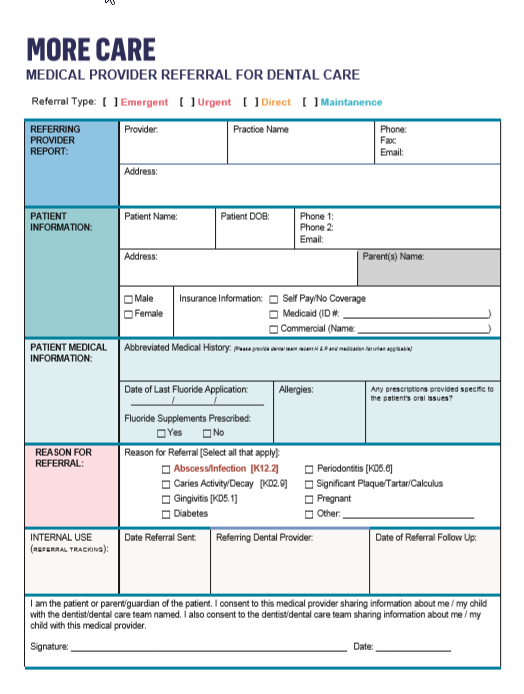 MORE CARE
MEDICAL PROVIDER REFERRAL FOR DENTAL CARE
Referral Type: [ ] Emergent [ ] Urgent [ ] Direct [ ] Maintanence
REFERRING
PROVIDER
REPORT:
Provider:
Practice Name
Phone:
Fax:
Email:
Address:
PATIENT
INFORMATION:
Patient Name:
Patient DOB:
Phone 1:
Phone 2:
Email:
Address:
Parent(s) Name:
Male
Female
Insurance Information:
Self Pay/No Coverage
Medicaid (ID #: )
Commercial (Name: )
PATIENT MEDICAL
INFORMATION:
Abbreviated Medical History: (Please provide dental team recent H & P and medication list when applicable)
Date of Last Fluoride Application:
/ /
Fluoride Supplements Prescribed:
Yes No
Allergies:
Any prescriptions provided specific to
the patient's oral issues?
REASON FOR
REFERRAL:
Reason for Referral [Select all that apply]:
Abscess/Infection [K12.2]
Caries Activity/Decay [K02.9]
Gingivitis [K05.1]
Diabetes
Periodontitis [K05.6]
Significant Plaque/Tartar/Calculus
Pregnant
Other:
INTERNAL USE
(REFERRAL TRACKING):
Date Referral Sent:
Referring Dental Provider:
Date of Referral Follow Up:
I am the patient or parent/guardian of the patient. I consent to this medical provider sharing information about me / my child
with the dentist/dental care team named. I also consent to the dentist/dental care team sharing information about me / my
child with this medical provider.
Signature: Date: